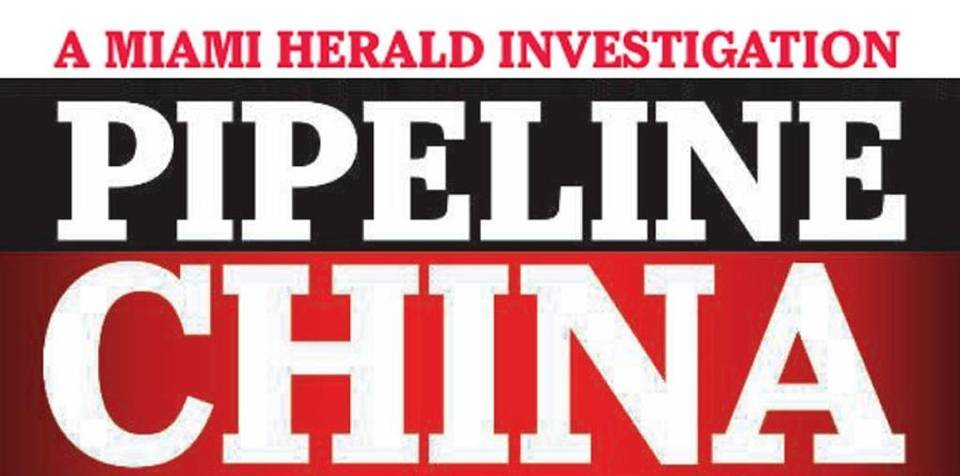 A MIAMI HERALD INVESTIGATION
PIPELINE
CHINA